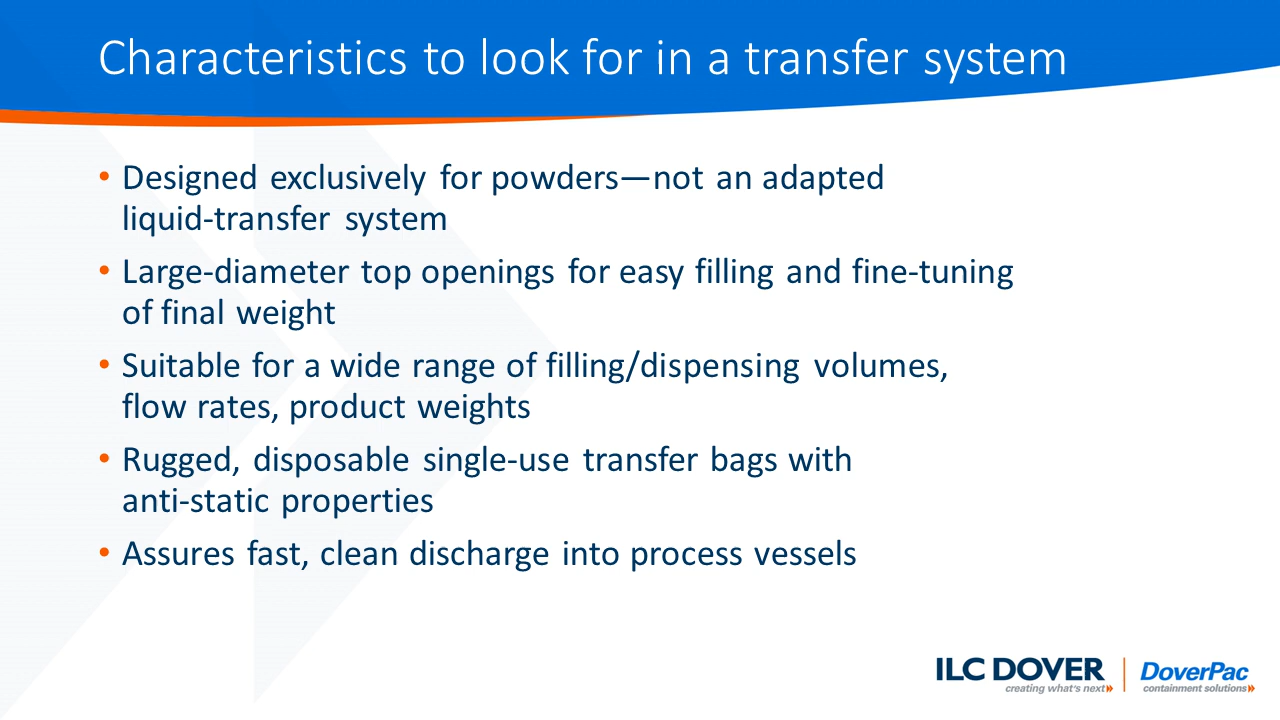 Characteristics to look for in a transfer system
• Designed exclusively for powders—not an adapted
liquid-transfer system
• Large-diameter top openings for easy filling and fine-tuning
of final weight
• Suitable for a wide range of filling/dispensing volumes,
flow rates, product weights
• Rugged, disposable single-use transfer bags with
anti-static properties
• Assures fast, clean discharge into process vessels
ILC DOVER
creating what's next
DoverPac
containment solutions